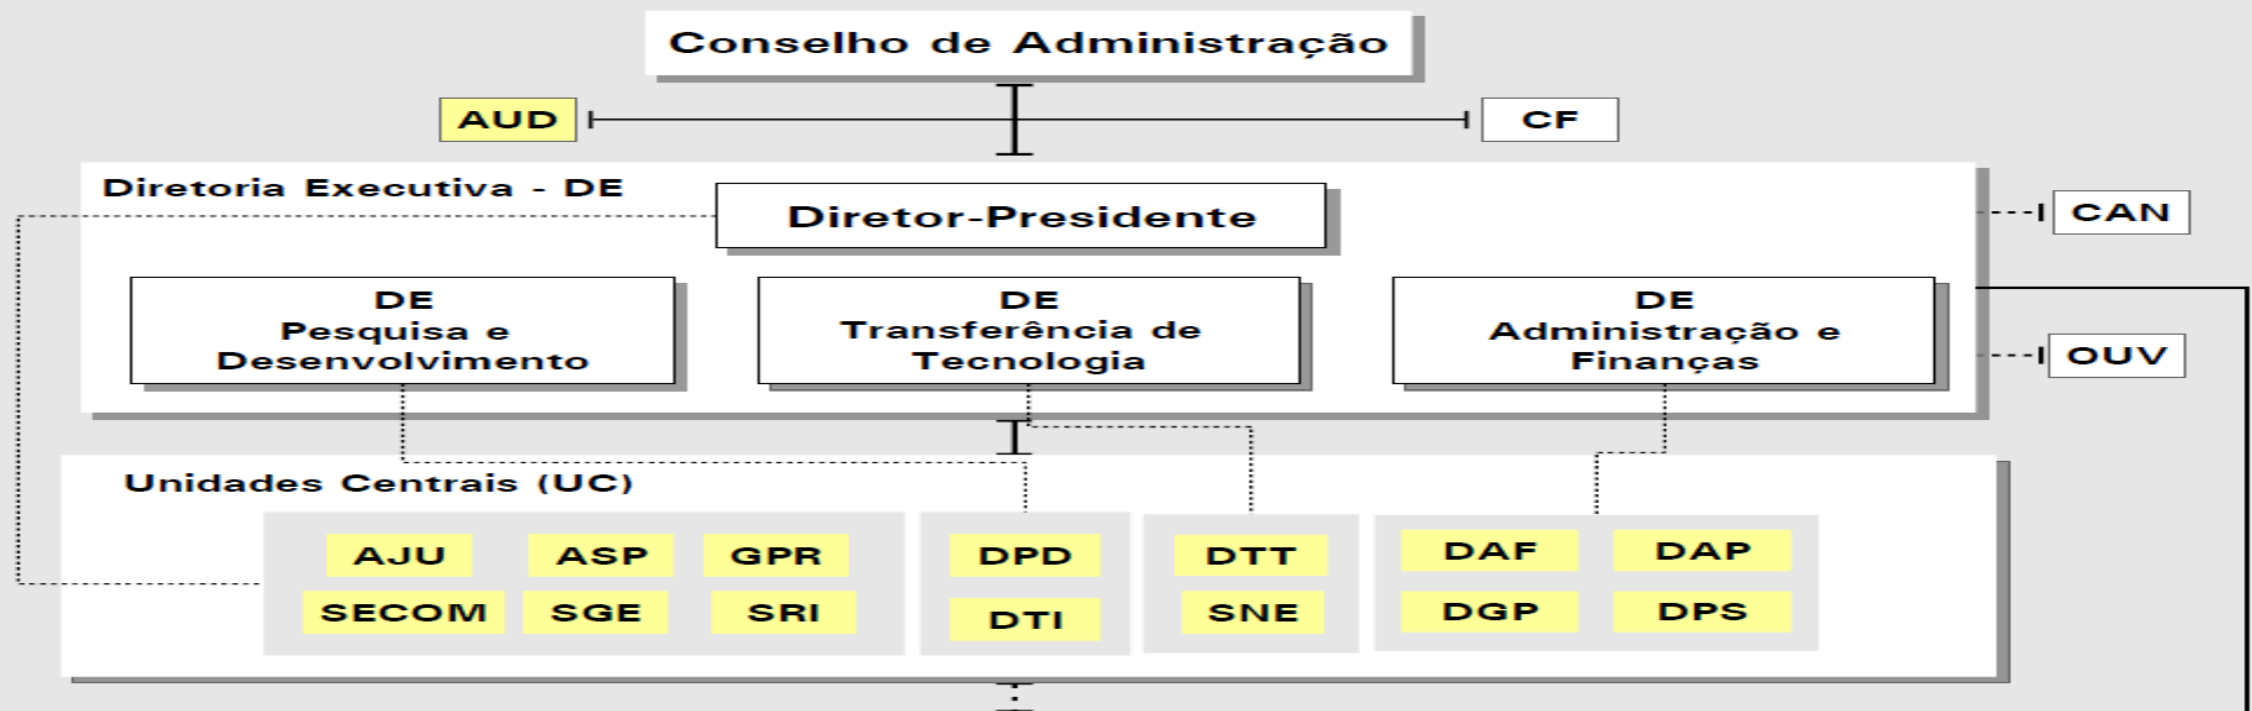 Conselho de Administração
AUD
CF
Diretoria Executiva - DE
Diretor-Presidente
CAN
DE
Pesquisa e
Desenvolvimento
DE
Transferência de
Tecnologia
DE
Administração e
Finanças
OUV
Unidades Centrais (UC)
AJU
ASP
GPR
SECOM
SGE
SRI
DPD
DTI
DTT
SNE
DAF
DAP
DGP
DPS